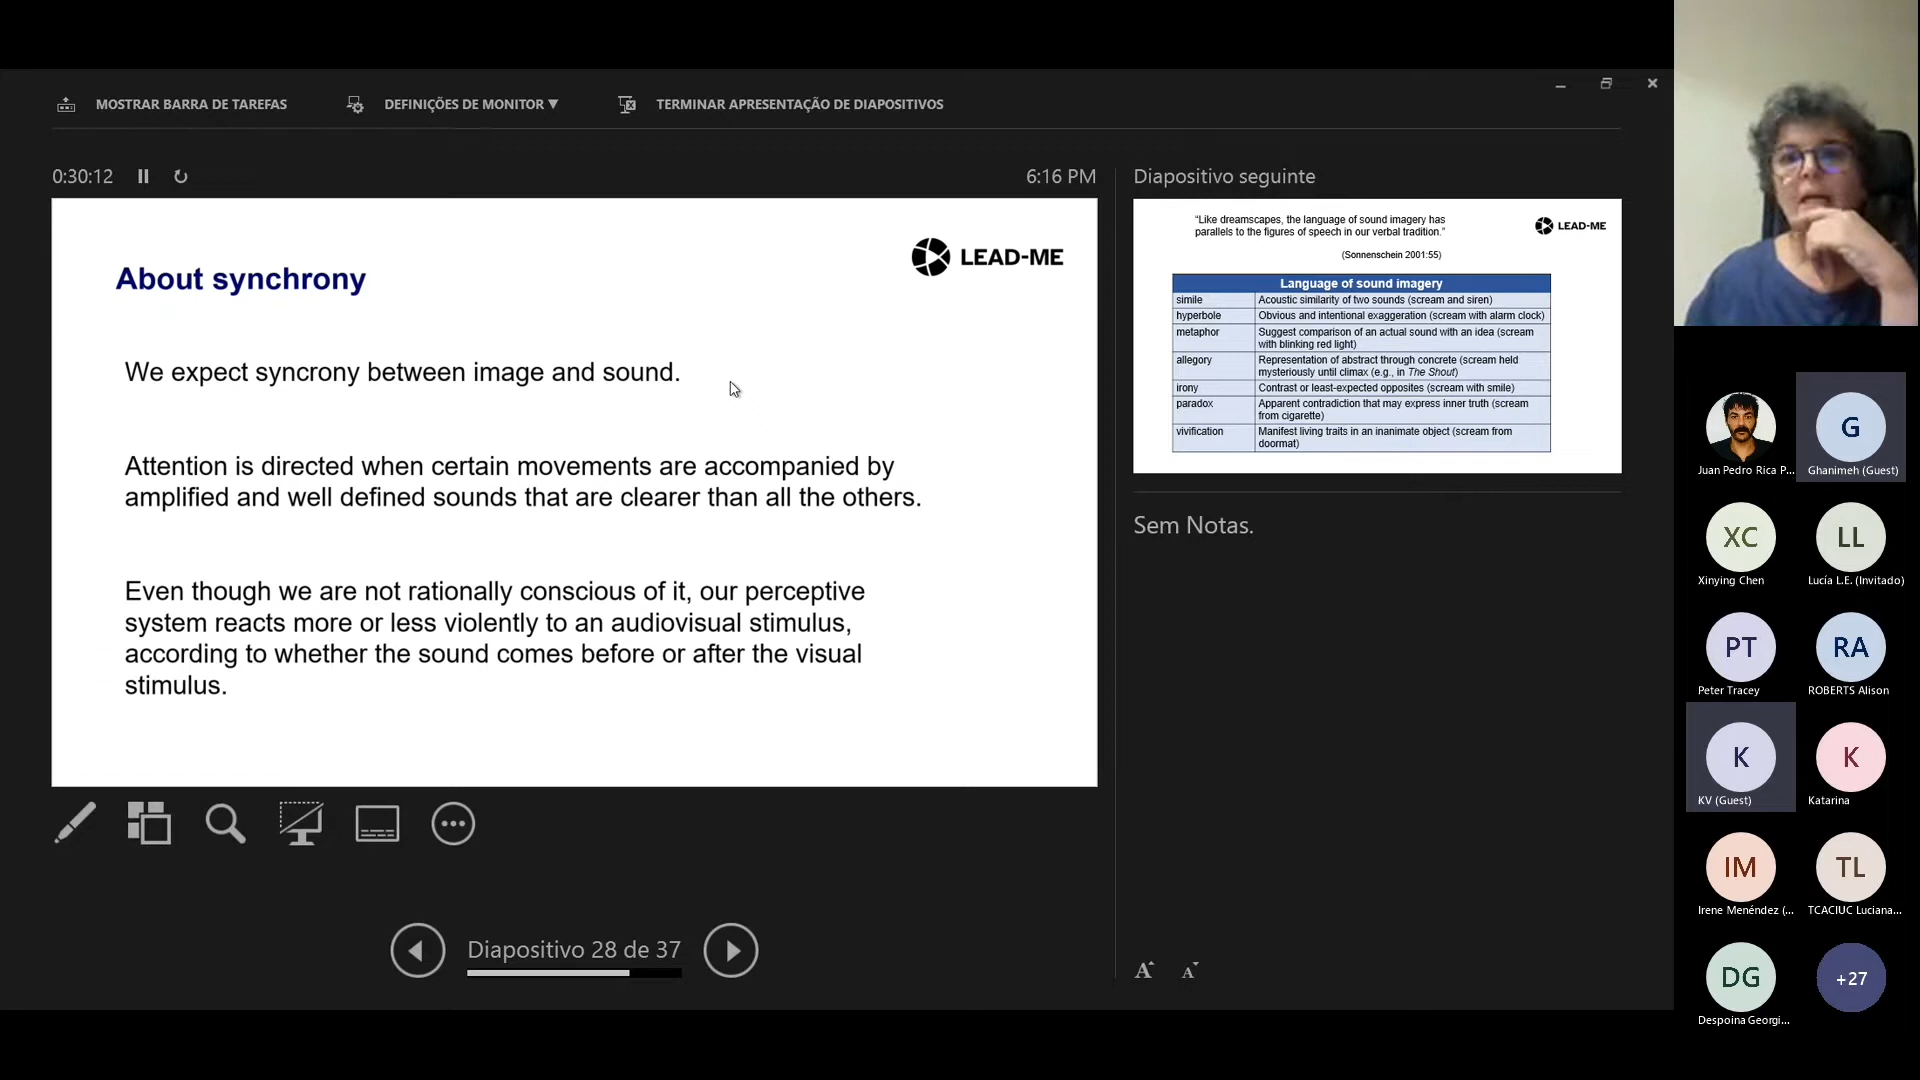 MOSTRAR BARRA DE TAREFAS
DEFINIÇÕES DE MONITOR ▼
TERMINAR APRESENTAÇÃO DE DIAPOSITIVOS
0:30:12
6:16 PM
LEAD-ME
About synchrony
We expect syncrony between image and sound.
Attention is directed when certain movements are accompanied by
amplified and well defined sounds that are clearer than all the others.
Even though we are not rationally conscious of it, our perceptive
system reacts more or less violently to an audiovisual stimulus,
according to whether the sound comes before or after the visual
stimulus.
Diapositivo 28 de 37
Diapositivo seguinte
“Like dreamscapes, the language of sound imagery has
parallels to the figures of speech in our verbal tradition.”
LEAD-ME
(Sonnenschein 2001:55)
Language of sound imagery
simile Acoustic similarity of two sounds (scream and siren)
hyperbole Obvious and intentional exaggeration (scream with alarm clock)
metaphor Suggest comparison of an actual sound with an idea (scream
with blinking red light)
allegory Representation of abstract through concrete (scream held
mysteriously until climax (e.g., in The Shout)
irony Contrast or least-expected opposites (scream with smile)
paradox Apparent contradiction that may express inner truth (scream
from cigarette)
vivification Manifest living traits in an inanimate object (scream from
doormat)
Sem Notas.
A A
Juan Pedro Rica P...
G
Ghanimeh (Guest)
XC
Xinying Chen
LL
Lucía L.E. (Invitado)
PT
Peter Tracey
RA
ROBERTS Alison
K
KV (Guest)
K
Katarina
IM
Irene Menéndez (...
TL
TCACIUC Luciana...
DG
Despoina Georgi...
+27